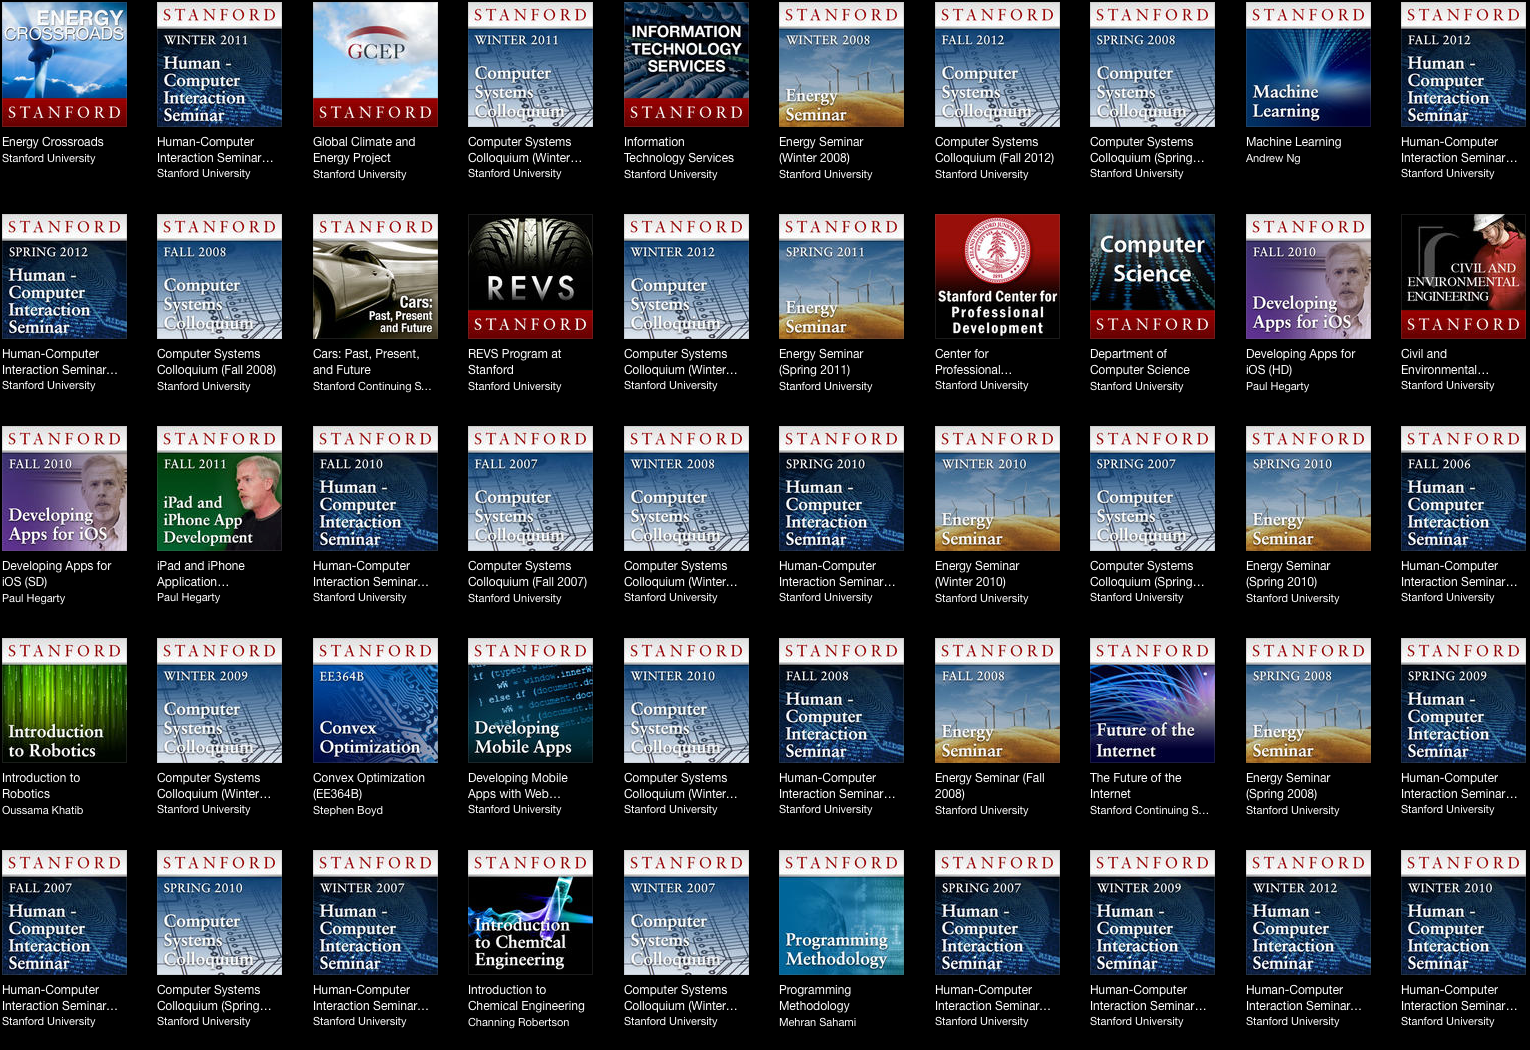 ENERGY
CROSSROADS
STANFORD
Energy Crossroads
Stanford University
STANFORD
WINTER 2011
Human -
Computer
Interaction
Seminar
Human-Computer
Interaction Seminar...
Stanford University
GCEP
STANFORD
Global Climate and
Energy Project
Stanford University
STANFORD
WINTER 2011
Computer
Systems
Colloquium
Computer Systems
Colloquium (Winter...
Stanford University
INFORMATION
TECHNOLOGY
SERVICES
STANFORD
Information
Technology Services
Stanford University
STANFORD
WINTER 2008
Energy
Seminar
Energy Seminar
(Winter 2008)
Stanford University
STANFORD
FALL 2012
Computer
Systems
Colloquium
Computer Systems
Colloquium (Fall 2012)
Stanford University
STANFORD
SPRING 2008
Computer
Systems
Colloquium
Computer Systems
Colloquium (Spring...
Stanford University
STANFORD
Machine
Learning
Machine Learning
Andrew Ng
STANFORD
FALL 2012
Human -
Computer
Interaction
Seminar
Human-Computer
Interaction Seminar...
Stanford University
STANFORD
SPRING 2012
Human -
Computer
Interaction
Seminar
Human-Computer
Interaction Seminar...
Stanford University
STANFORD
FALL 2008
Computer
Systems
Colloquium
Computer Systems
Colloquium (Fall 2008)
Stanford University
STANFORD
Cars:
Past, Present
and Future
Cars: Past, Present,
and Future
Stanford Continuing S...
REVS
STANFORD
REVS Program at
Stanford
Stanford University
STANFORD
WINTER 2012
Computer
Systems
Colloquium
Computer Systems
Colloquium (Winter...
Stanford University
STANFORD
SPRING 2011
Energy
Seminar
Energy Seminar
(Spring 2011)
Stanford University
Stanford Center for
Professional
Development
Center for
Professional...
Stanford University
Computer
Science
STANFORD
Department of
Computer Science
Stanford University
STANFORD
FALL 2010
Developing
Apps for iOS
Developing Apps for
iOS (HD)
Paul Hegarty
CIVIL AND
ENVIRONMENTAL
ENGINEERING
STANFORD
Civil and
Environmental...
Stanford University
STANFORD
FALL 2010
Developing
Apps for iOS
Developing Apps for
iOS (SD)
Paul Hegarty
STANFORD
FALL 2011
iPad and
iPhone App
Development
iPad and iPhone
Application...
Paul Hegarty
STANFORD
FALL 2010
Human -
Computer
Interaction
Seminar
Human-Computer
Interaction Seminar...
Stanford University
STANFORD
FALL 2007
Computer
Systems
Colloquium
Computer Systems
Colloquium (Fall 2007)
Stanford University
STANFORD
WINTER 2008
Computer
Systems
Colloquium
Computer Systems
Colloquium (Winter...
Stanford University
STANFORD
SPRING 2010
Human -
Computer
Interaction
Seminar
Human-Computer
Interaction Seminar...
Stanford University
STANFORD
WINTER 2010
Energy
Seminar
Energy Seminar
(Winter 2010)
Stanford University
STANFORD
SPRING 2007
Computer
Systems
Colloquium
Computer Systems
Colloquium (Spring...
Stanford University
STANFORD
SPRING 2010
Energy
Seminar
Energy Seminar
(Spring 2010)
Stanford University
STANFORD
FALL 2006
Human -
Computer
Interaction
Seminar
Human-Computer
Interaction Seminar...
Stanford University
STANFORD
Introduction
to Robotics
Introduction to
Robotics
Oussama Khatib
STANFORD
WINTER 2009
Computer
Systems
Colloquium
Computer Systems
Colloquium (Winter...
Stanford University
STANFORD
EE364B
Convex
Optimization
Convex Optimization
(EE364B)
Stephen Boyd
STANFORD
Developing
Mobile Apps
Developing Mobile
Apps with Web...
Stanford University
STANFORD
WINTER 2010
Computer
Systems
Colloquium
Computer Systems
Colloquium (Winter...
Stanford University
STANFORD
FALL 2008
Human -
Computer
Interaction
Seminar
Human-Computer
Interaction Seminar...
Stanford University
STANFORD
FALL 2008
Energy
Seminar
Energy Seminar (Fall
2008)
Stanford University
STANFORD
Future of the
Internet
The Future of the
Internet
Stanford Continuing S...
STANFORD
SPRING 2008
Energy
Seminar
Energy Seminar
(Spring 2008)
Stanford University
STANFORD
SPRING 2009
Human -
Computer
Interaction
Seminar
Human-Computer
Interaction Seminar...
Stanford University
STANFORD
FALL 2007
Human -
Computer
Interaction
Seminar
Human-Computer
Interaction Seminar...
Stanford University
STANFORD
SPRING 2010
Computer
Systems
Colloquium
Computer Systems
Colloquium (Spring...
Stanford University
STANFORD
WINTER 2007
Human -
Computer
Interaction
Seminar
Human-Computer
Interaction Seminar...
Stanford University
STANFORD
Introduction
to Chemical
Engineering
Introduction to
Chemical Engineering
Channing Robertson
STANFORD
WINTER 2007
Computer
Systems
Colloquium
Computer Systems
Colloquium (Winter...
Stanford University
STANFORD
Programming
Methodology
Programming
Methodology
Mehran Sahami
STANFORD
SPRING 2007
Human -
Computer
Interaction
Seminar
Human-Computer
Interaction Seminar...
Stanford University
STANFORD
WINTER 2009
Human -
Computer
Interaction
Seminar
Human-Computer
Interaction Seminar...
Stanford University
STANFORD
WINTER 2012
Human -
Computer
Interaction
Seminar
Human-Computer
Interaction Seminar...
Stanford University
STANFORD
WINTER 2010
Human -
Computer
Interaction
Seminar
Human-Computer
Interaction Seminar...
Stanford University